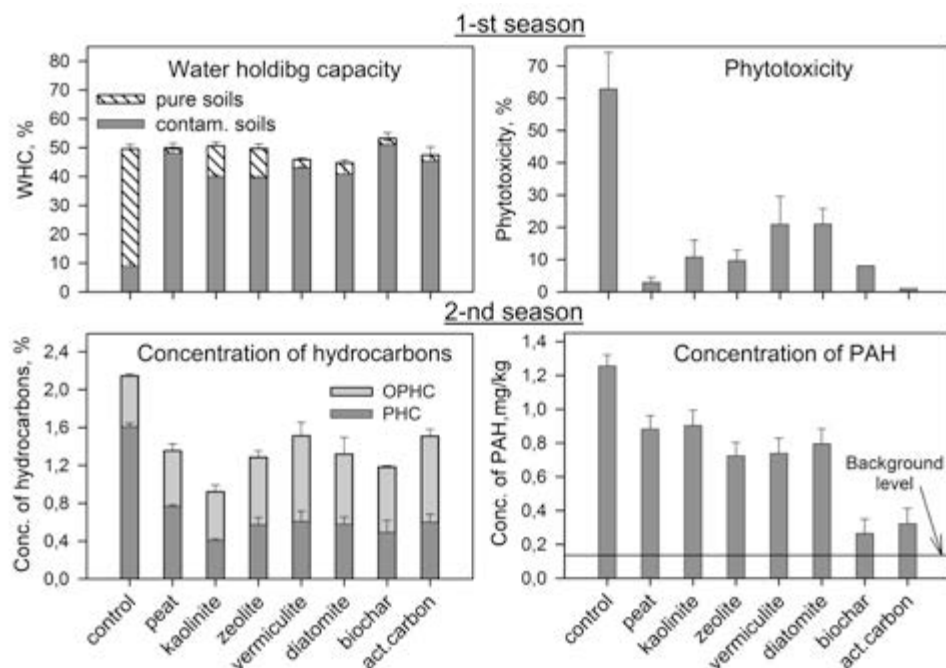 1-st season
Water holdibg capacity
pure soils
contam. soils
WHC, %
80
70
60
50
40
30
20
10
0
Phytotoxicity
Phytotoxicity, %
70
60
50
40
30
20
10
0
2-nd season
Concentration of hydrocarbons
OPHC
PHC
Conc. of hydrocarbons, %
2,4
2,0
1,6
1,2
0,8
0,4
0,0
control
peat
kaolinite
zeolite
vermiculite
diatomite
biochar
act.carbon
Concentration of PAH
Background
level
Conc. of PAH,mg/kg
1,4
1,2
1,0
0,8
0,6
0,4
0,2
0,0
control
peat
kaolinite
zeolite
vermiculite
diatomite
biochar
act.carbon